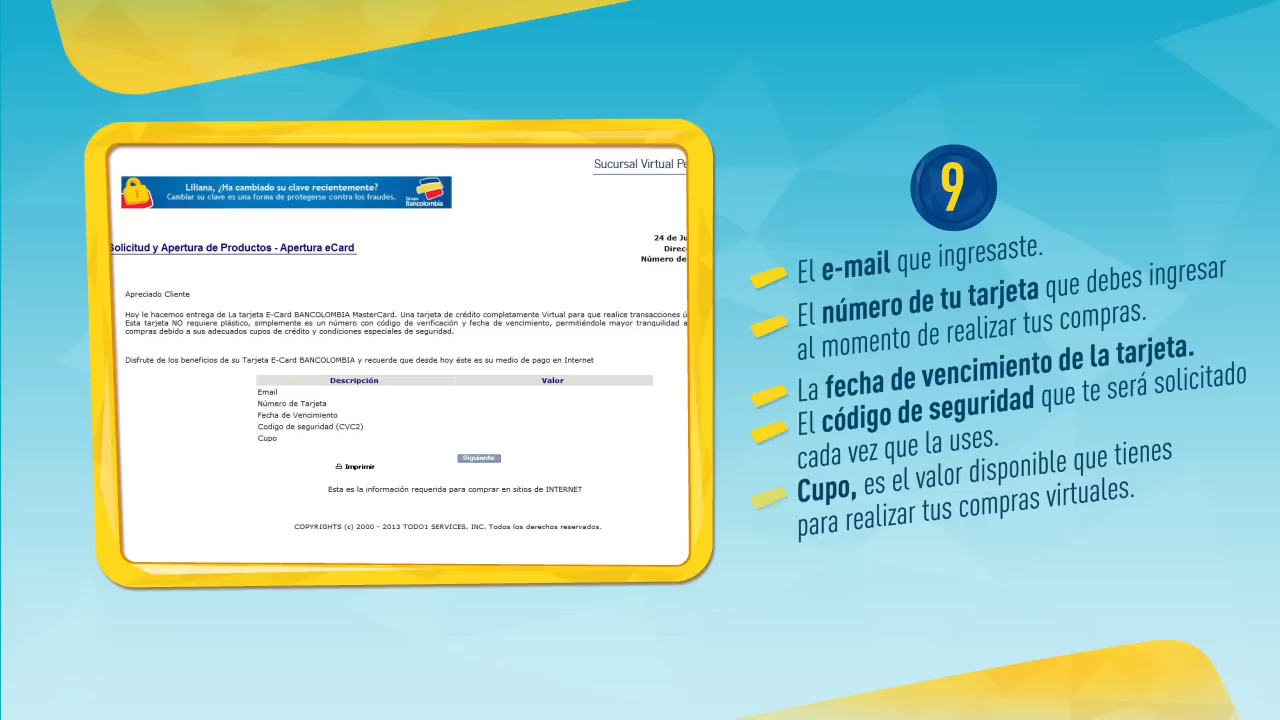 Sucursal Virtual Pe
Liliana, ¿Ha cambiado su clave recientemente?
Cambiar su clave es una forma de protegerse contra los fraudes.
Grupo
Bancolombia
Solicitud y Apertura de Productos - Apertura eCard
24 de Ju
Direc
Número de
Apreciado Cliente
Hoy le hacemos entrega de La tarjeta E-Card BANCOLOMBIA MasterCard. Una tarjeta de crédito completamente Virtual para que realice transacciones ú
Esta tarjeta NO requiere plástico, simplemente es un número con código de verificación y fecha de vencimiento, permitiéndole mayor tranquilidad a
compras debido a sus adecuados cupos de crédito y condiciones especiales de seguridad.
Disfrute de los beneficios de su Tarjeta E-Card BANCOLOMBIA y recuerde que desde hoy éste es su medio de pago en Internet
Descripción Valor
Email
Número de Tarjeta
Fecha de Vencimiento
Codigo de seguridad (CVC2)
Cupo
Siguiente
Imprimir
Esta es la información requerida para comprar en sitios de INTERNET
COPYRIGHTS (c) 2000 - 2013 TODO1 SERVICES, INC. Todos los derechos reservados.
9
El e-mail que ingresaste.
El número de tu tarjeta que debes ingresar
al momento de realizar tus compras.
La fecha de vencimiento de la tarjeta.
El código de seguridad que te será solicitado
cada vez que la uses.
Cupo, es el valor disponible que tienes
para realizar tus compras virtuales.